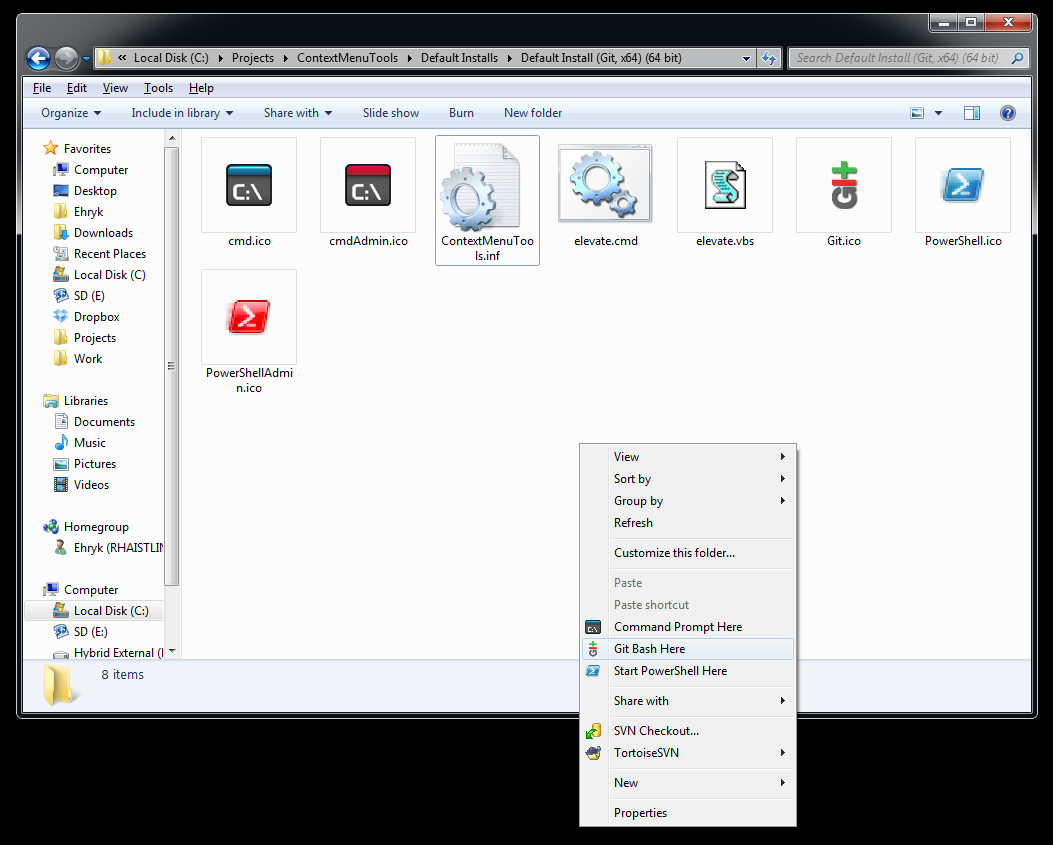 « Local Disk (C:) Projects ContextMenuTools Default Installs Default Install (Git, x64) (64 bit)
Search Default Install (Git, x64) (64 bit)
File Edit View Tools Help
Organize Include in library Share with Slide show Burn New folder
Favorites
Computer
Desktop
Ehryk
Downloads
Recent Places
Local Disk (C)
SD (E)
Dropbox
Projects
Work
Libraries
Documents
Music
Pictures
Videos
Homegroup
Ehryk (RHAISTLIN
Computer
Local Disk (C:)
SD (E:)
Hybrid External (I
C:\
cmd.ico
C:\
cmdAdmin.ico
ContextMenuToo
ls.inf
elevate.cmd
elevate.vbs
Git.ico
PowerShell.ico
PowerShellAdmi
n.ico
View
Sort by
Group by
Refresh
Customize this folder...
Paste
Paste shortcut
Command Prompt Here
Git Bash Here
Start PowerShell Here
Share with
SVN Checkout...
TortoiseSVN
New
Properties
8 items